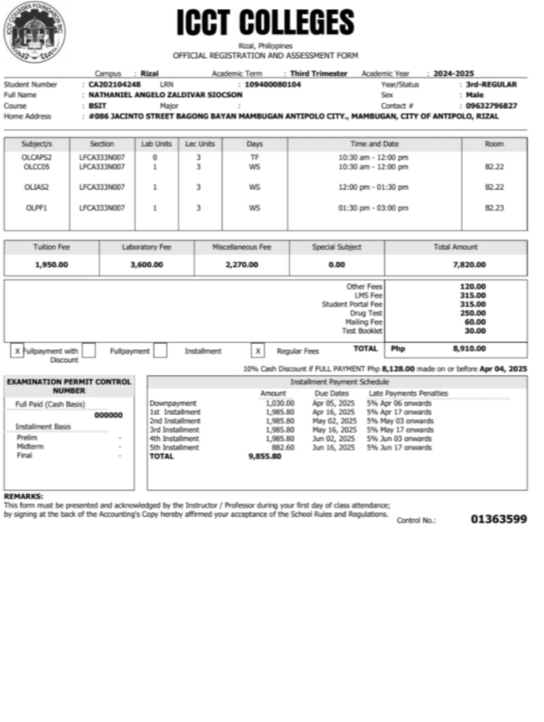 ICCT COLLEGES FOUNDATION INC.
ICCT COLLEGES
Rizal, Philippines
OFFICIAL REGISTRATION AND ASSESSMENT FORM
Campus : Rizal Academic Term : Third Trimester Academic Year : 2024-2025
Student Number : CA202104248 LRN : 109400080104 Year/Status : 3rd-REGULAR
Full Name : NATHANIEL ANGELO ZALDIVAR SIOCSON Sex : Male
Course : BSIT Major : Contact # : 09632796827
Home Address : #086 JACINTO STREET BAGONG BAYAN MAMBUGAN ANTIPOLO CITY., MAMBUGAN, CITY OF ANTIPOLO, RIZAL
Subject/s Section Lab Units Lec Units Days Time and Date Room
OLCAPS2 LFCA333N007 0 3 TF 10:30 am - 12:00 pm
OLCC05 LFCA333N007 1 3 WS 10:30 am - 12:00 pm B2.22
OLIAS2 LFCA333N007 1 3 WS 12:00 pm - 01:30 pm B2.22
OLPF1 LFCA333N007 1 3 WS 01:30 pm - 03:00 pm B2.23
Tuition Fee Laboratory Fee Miscellaneous Fee Special Subject Total Amount
1,950.00 3,600.00 2,270.00 0.00 7,820.00
Other Fees 120.00
LMS Fee 315.00
Student Portal Fee 315.00
Drug Test 250.00
Mailing Fee 60.00
Test Booklet 30.00
X Fullpayment with Discount Fullpayment Installment X Regular Fees TOTAL Php 8,910.00
10% Cash Discount if FULL PAYMENT Php 8,128.00 made on or before Apr 04, 2025
EXAMINATION PERMIT CONTROL NUMBER
Full Paid (Cash Basis)
000000
Installment Basis
Prelim -
Midterm -
Final -
Installment Payment Schedule
Amount Due Dates Late Payments Penalties
Downpayment 1,030.00 Apr 05, 2025 5% Apr 06 onwards
1st Installment 1,985.80 Apr 16, 2025 5% Apr 17 onwards
2nd Installment 1,985.80 May 02, 2025 5% May 03 onwards
3rd Installment 1,985.80 May 16, 2025 5% May 17 onwards
4th Installment 1,985.80 Jun 02, 2025 5% Jun 03 onwards
5th Installment 882.60 Jun 16, 2025 5% Jun 17 onwards
TOTAL 9,855.80
REMARKS:
This form must be presented and acknowledged by the Instructor / Professor during your first day of class attendance;
by signing at the back of the Accounting's Copy hereby affirmed your acceptance of the School Rules and Regulations.
Control No.: 01363599